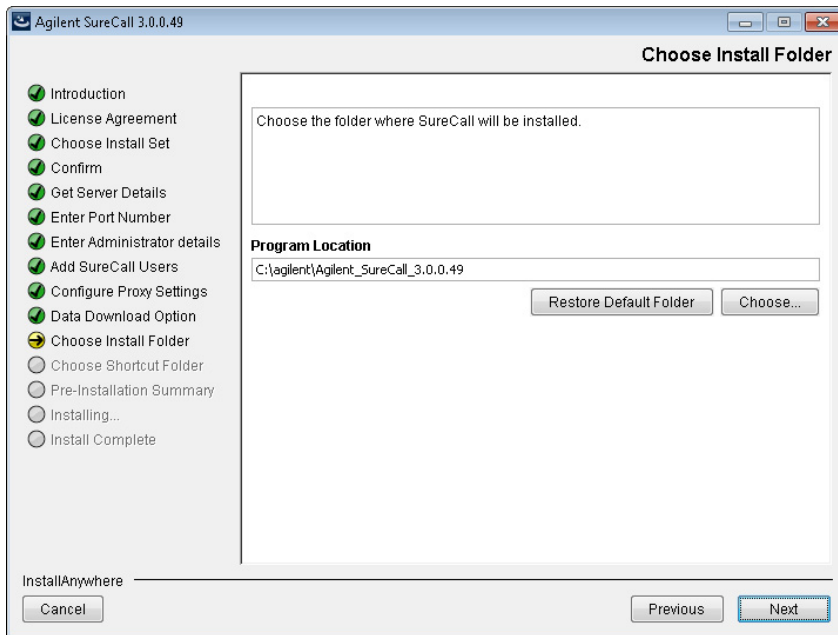 Agilent SureCall 3.0.0.49
Choose Install Folder
Introduction
License Agreement
Choose Install Set
Confirm
Get Server Details
Enter Port Number
Enter Administrator details
Add SureCall Users
Configure Proxy Settings
Data Download Option
Choose Install Folder
Choose Shortcut Folder
Pre-Installation Summary
Installing...
Install Complete
Choose the folder where SureCall will be installed.
Program Location
C:\agilent\Agilent_SureCall_3.0.0.49
Restore Default Folder
Choose...
InstallAnywhere
Cancel
Previous
Next